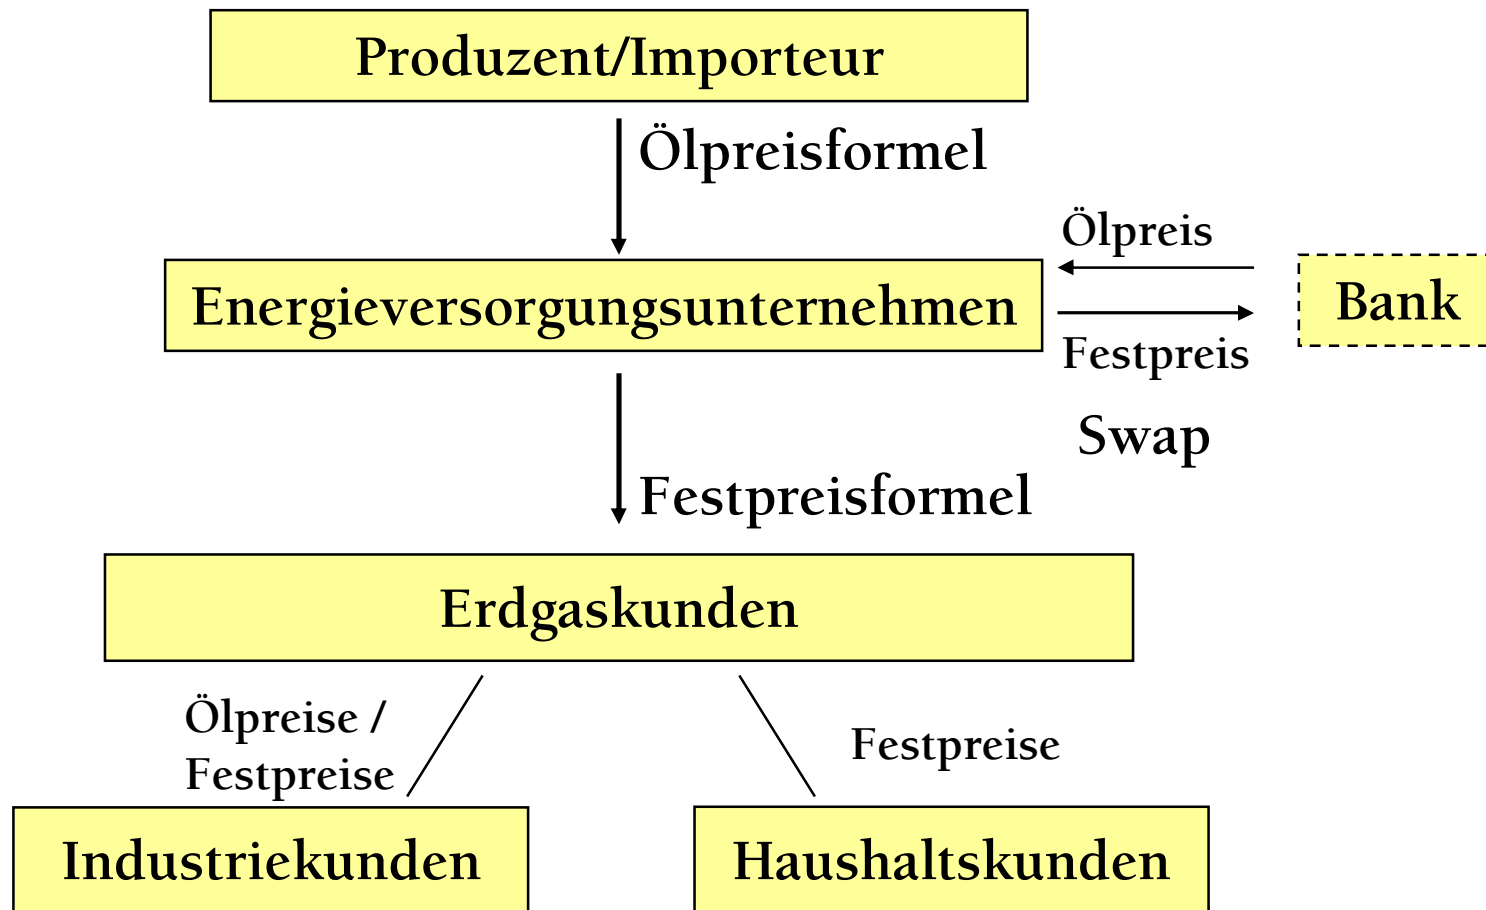 Produzent/Importeur
Ölpreisformel
Ölpreis
Energieversorgungsunternehmen
Bank
Festpreis
Swap
Festpreisformel
Erdgaskunden
Ölpreise /
Festpreise
Festpreise
Industriekunden
Haushaltskunden